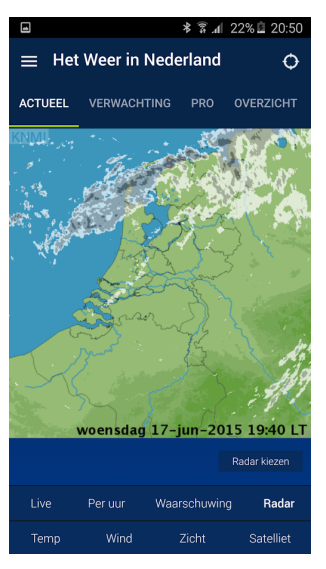 22% 20:50
Het Weer in Nederland
ACTUEEL VERWACHTING PRO OVERZICHT
KNMI
woensdag 17-jun-2015 19:40 LT
Radar kiezen
Live Per uur Waarschuwing Radar
Temp Wind Zicht Satelliet